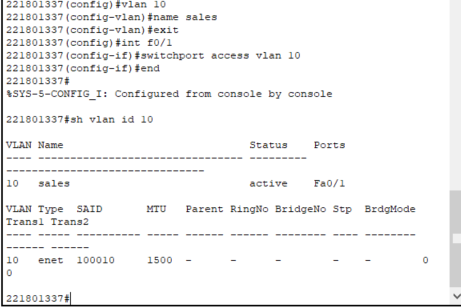 221801337(config)#vlan 10
221801337(config-vlan)#name sales
221801337(config-vlan)#exit
221801337(config)#int f0/1
221801337(config-if)#switchport access vlan 10
221801337(config-if)#end
221801337#
%SYS-5-CONFIG_I: Configured from console by console
221801337#sh vlan id 10
VLAN Name Status Ports
---- -------------------------------- ---------
-------------------------------
10 sales active Fa0/1
VLAN Type SAID MTU Parent RingNo BridgeNo Stp BrdgMode
Trans1 Trans2
---- ----- ---------- ----- ------ ------ -------- ---- --------
------ ------
10 enet 100010 1500 - - - - - 0
0
221801337#